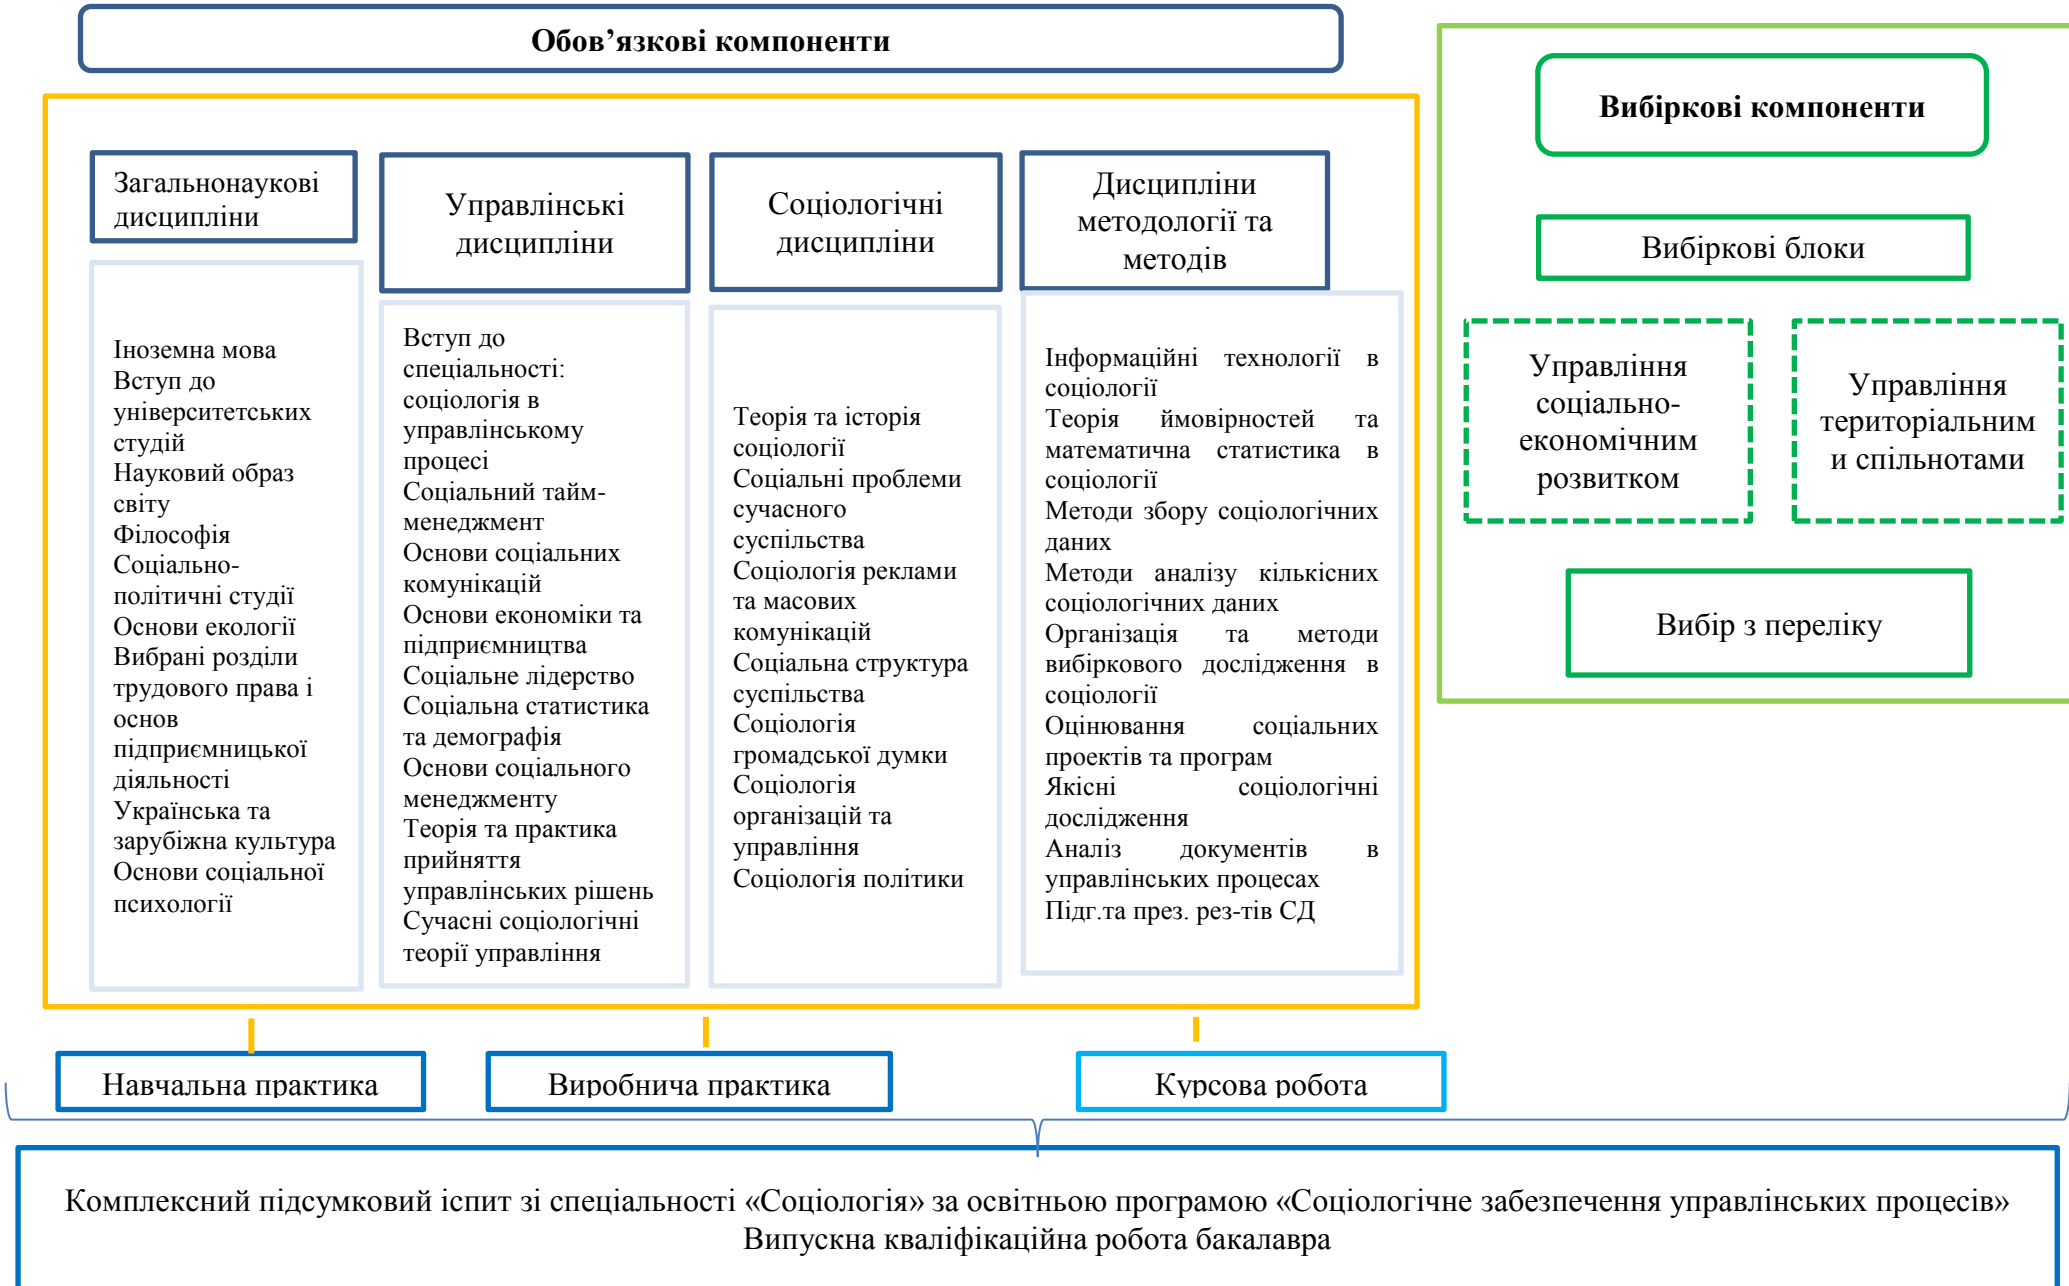 Обов’язкові компоненти
Загальнонаукові
дисципліни
Іноземна мова
Вступ до
університетських
студій
Науковий образ
світу
Філософія
Соціально-
політичні студії
Основи екології
Вибрані розділи
трудового права і
основ
підприємницької
діяльності
Українська та
зарубіжна культура
Основи соціальної
психології
Управлінські
дисципліни
Вступ до
спеціальності:
соціологія в
управлінському
процесі
Соціальний тайм-
менеджмент
Основи соціальних
комунікацій
Основи економіки та
підприємництва
Соціальне лідерство
Соціальна статистика
та демографія
Основи соціального
менеджменту
Теорія та практика
прийняття
управлінських рішень
Сучасні соціологічні
теорії управління
Соціологічні
дисципліни
Теорія та історія
соціології
Соціальні проблеми
сучасного
суспільства
Соціологія реклами
та масових
комунікацій
Соціальна структура
суспільства
Соціологія
громадської думки
Соціологія
організацій та
управління
Соціологія політики
Дисципліни
методології та
методів
Інформаційні технології в
соціології
Теорія ймовірностей та
математична статистика в
соціології
Методи збору соціологічних
даних
Методи аналізу кількісних
соціологічних даних
Організація та методи
вибіркового дослідження в
соціології
Оцінювання соціальних
проектів та програм
Якісні соціологічні
дослідження
Аналіз документів в
управлінських процесах
Підг.та през. рез-тів СД
Вибіркові компоненти
Вибіркові блоки
Управління
соціально-
економічним
розвитком
Управління
територіальним
и спільнотами
Вибір з переліку
Навчальна практика
Виробнича практика
Курсова робота
Комплексний підсумковий іспит зі спеціальності «Соціологія» за освітньою програмою «Соціологічне забезпечення управлінських процесів»
Випускна кваліфікаційна робота бакалавра